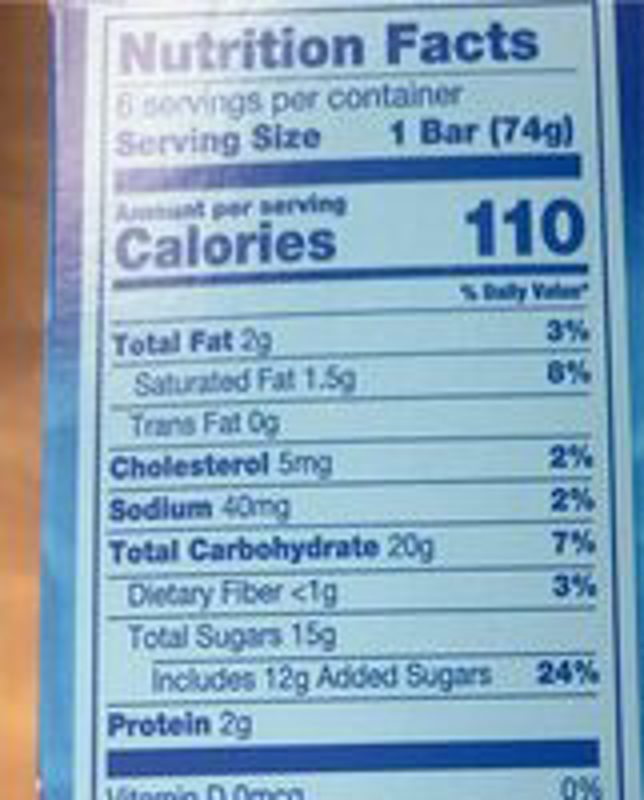 Nutrition Facts
6 servings per container
Serving Size 1 Bar (74g)
Amount per serving
Calories 110
% Daily Value*
Total Fat 2g 3%
Saturated Fat 1.5g 8%
Trans Fat 0g
Cholesterol 5mg 2%
Sodium 40mg 2%
Total Carbohydrate 20g 7%
Dietary Fiber <1g 3%
Total Sugars 15g
Includes 12g Added Sugars 24%
Protein 2g
Vitamin D 0mcg 0%